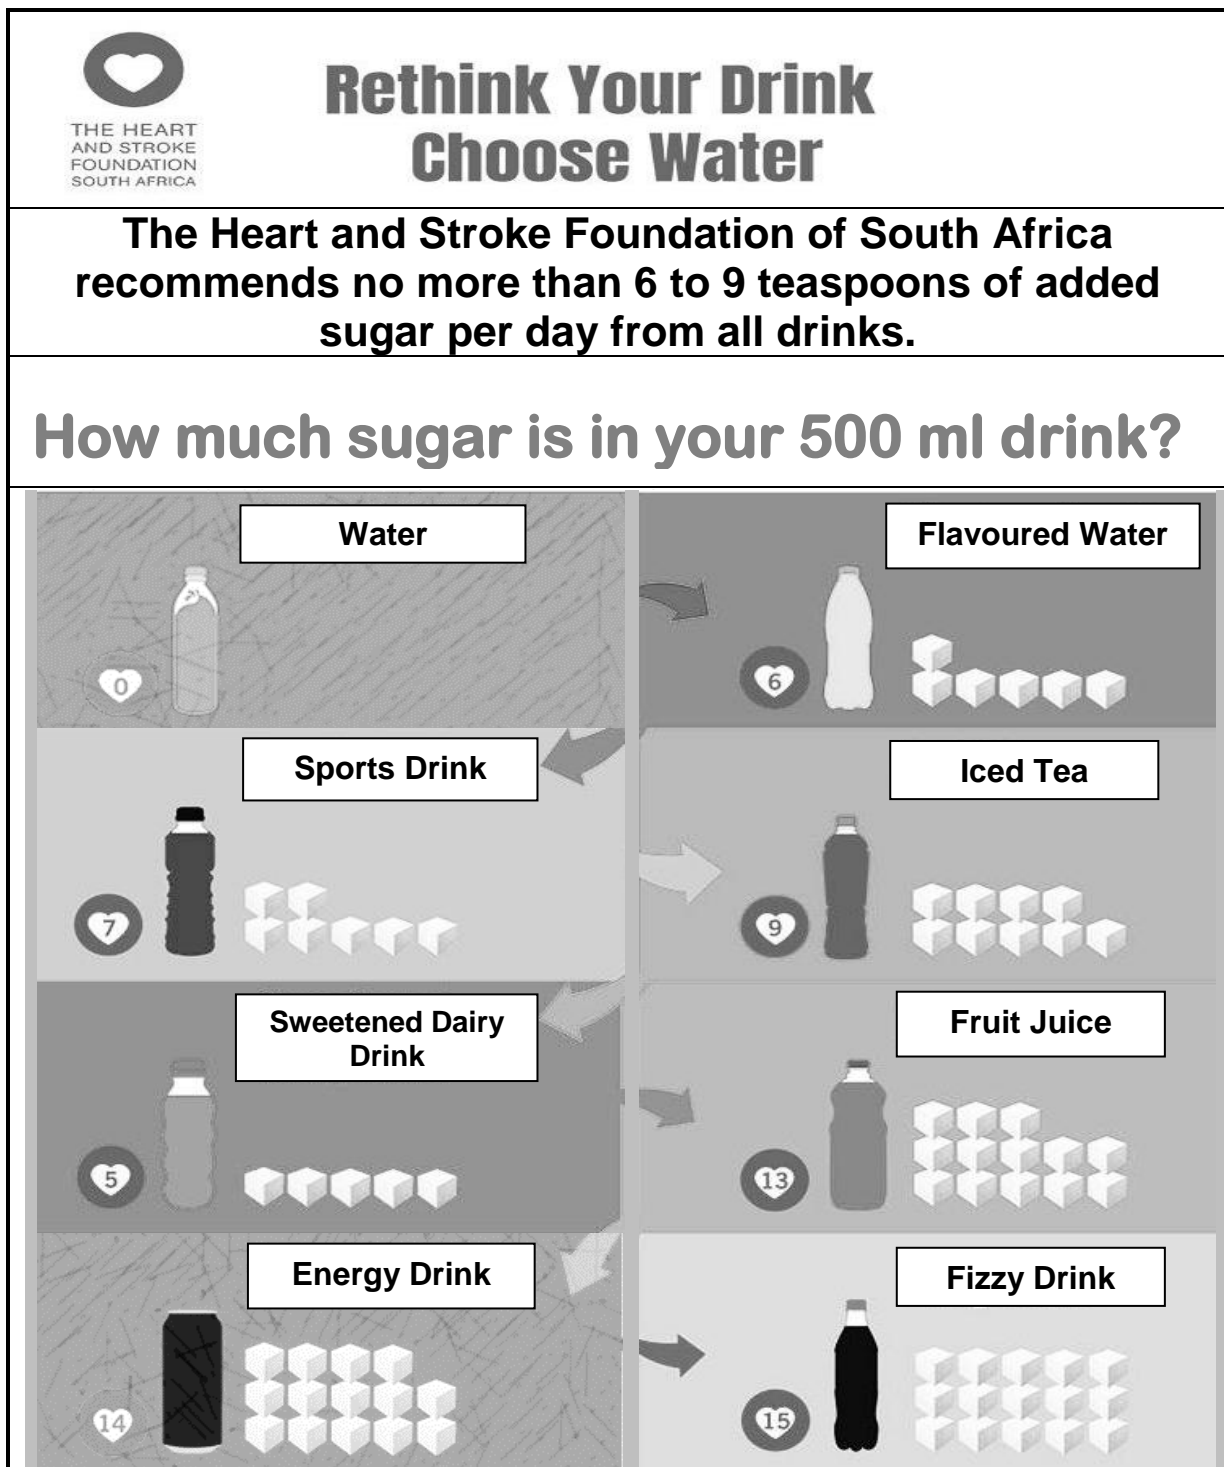 THE HEART
AND STROKE
FOUNDATION
SOUTH AFRICA
Rethink Your Drink
Choose Water
The Heart and Stroke Foundation of South Africa
recommends no more than 6 to 9 teaspoons of added
sugar per day from all drinks.
How much sugar is in your 500 ml drink?
Water
0
Flavoured Water
6
Sports Drink
7
Iced Tea
9
Sweetened Dairy
Drink
5
Fruit Juice
13
Energy Drink
14
Fizzy Drink
15